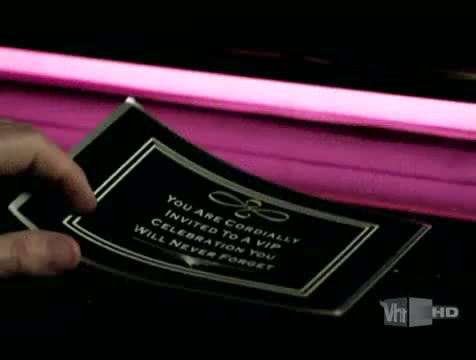 You Are Cordially
Invited to a VIP
Celebration You
Will Never Forget
Vh1 HD